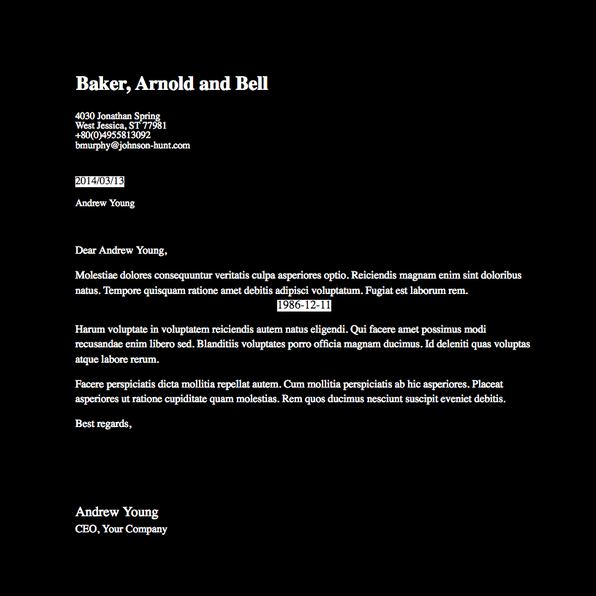 Baker, Arnold and Bell
4030 Jonathan Spring
West Jessica, ST 77981
+80(0)4955813092
bmurphy@johnson-hunt.com
2014/03/13
Andrew Young
Dear Andrew Young,
Molestiae dolores consequuntur veritatis culpa asperiores optio. Reiciendis magnam enim sint doloribus
natus. Tempore quisquam ratione amet debitis adipisci voluptatum. Fugiat est laborum rem.
1986-12-11
Harum voluptate in voluptatem reiciendis autem natus eligendi. Qui facere amet possimus modi
recusandae enim libero sed. Blanditiis voluptates porro officia magnam ducimus. Id deleniti quas voluptas
atque labore rerum.
Facere perspiciatis dicta mollitia repellat autem. Cum mollitia perspiciatis ab hic asperiores. Placeat
asperiores ut ratione cupiditate quam molestias. Rem quos ducimus nesciunt suscipit eveniet debitis.
Best regards,
Andrew Young
CEO, Your Company